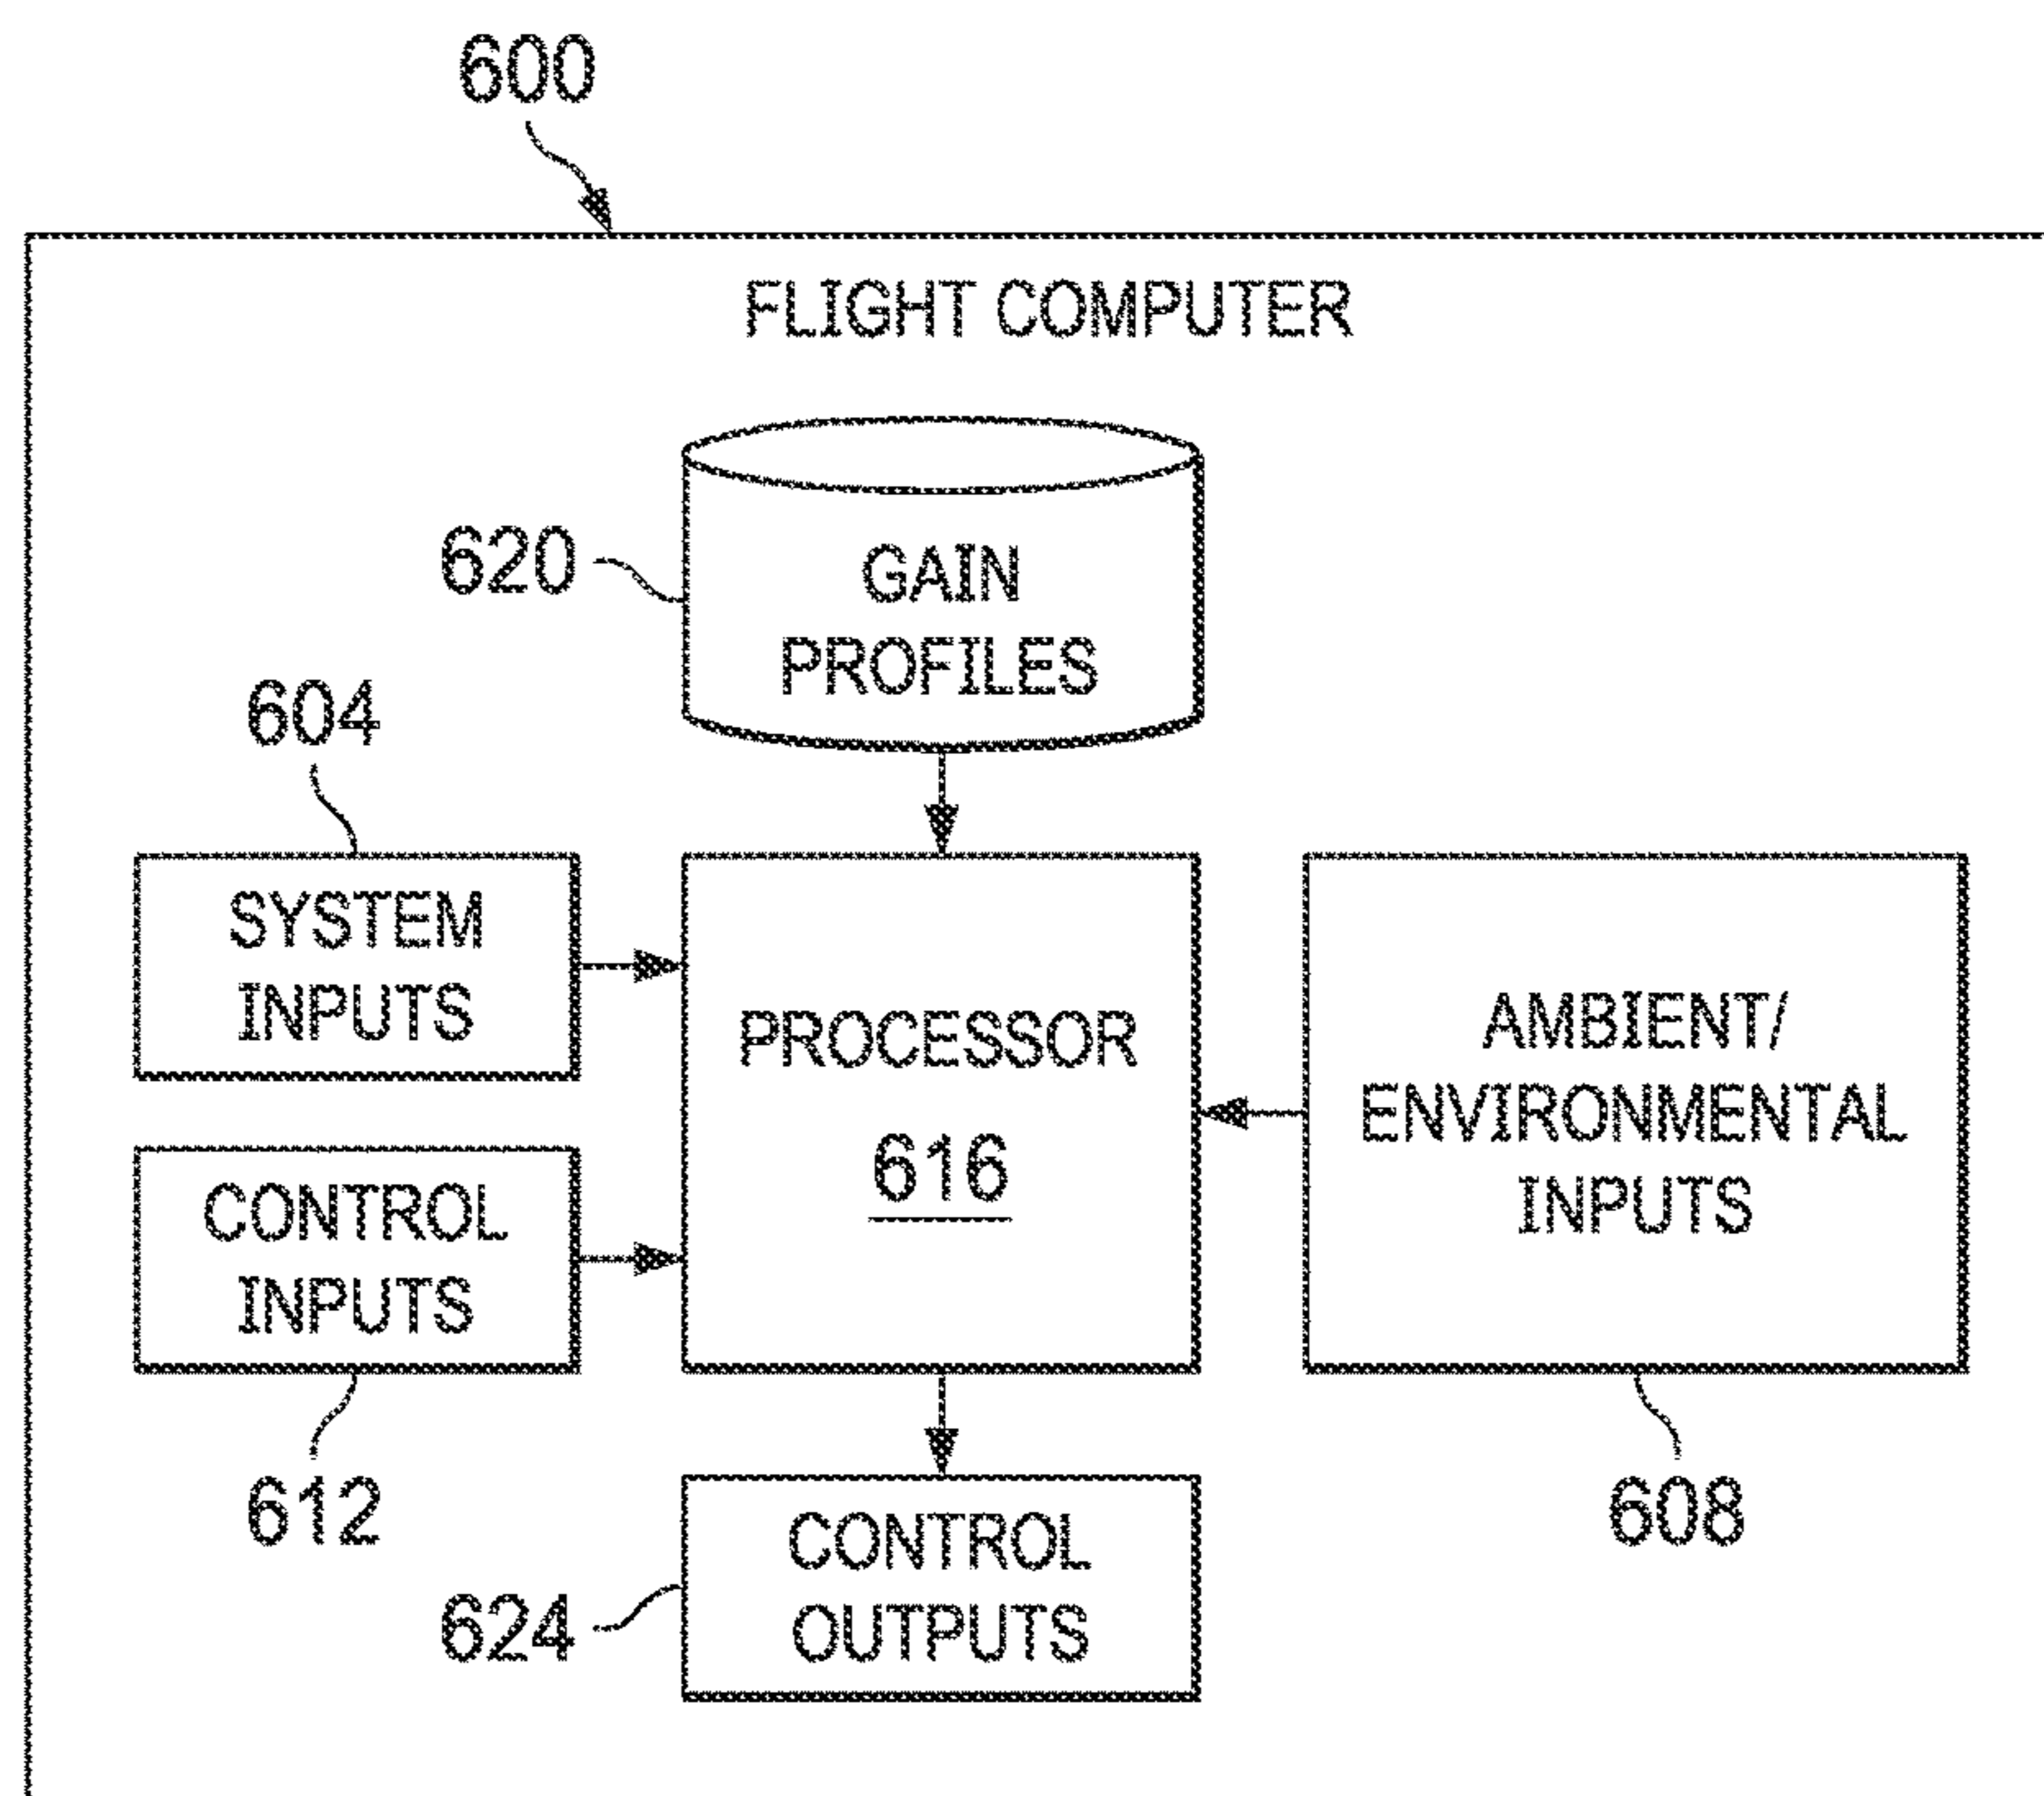 600
FLIGHT COMPUTER
620
GAIN
PROFILES
604
SYSTEM
INPUTS
PROCESSOR
616
AMBIENT/
ENVIRONMENTAL
INPUTS
CONTROL
INPUTS
612
608
CONTROL
OUTPUTS
624